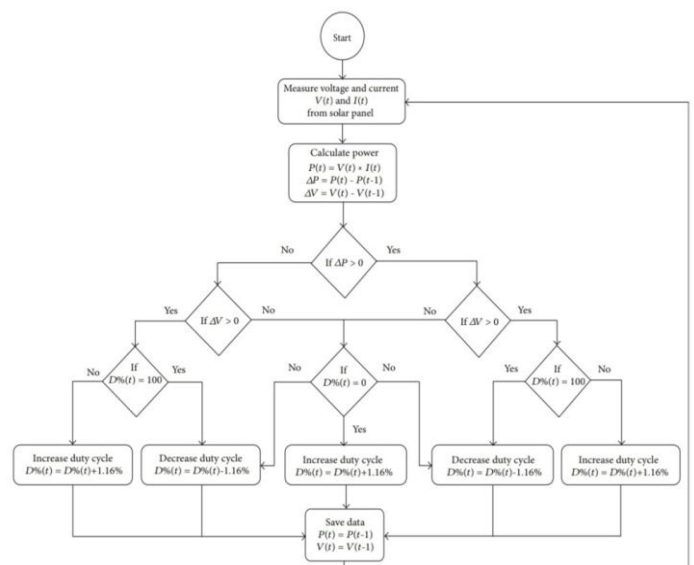 Start
Measure voltage and current
V(t) and I(t)
from solar panel
Calculate power
P(t) = V(t) * I(t)
ΔP = P(t) - P(t-1)
ΔV = V(t) - V(t-1)
No
If ΔP > 0
Yes
Yes
If ΔV > 0
No
No
If ΔV > 0
Yes
No
If
D%(t) = 100
Yes
No
If
D%(t) = 0
No
Yes
Yes
If
D%(t) = 100
No
Increase duty cycle
D%(t) = D%(t)+1.16%
Decrease duty cycle
D%(t) = D%(t)-1.16%
Increase duty cycle
D%(t) = D%(t)+1.16%
Decrease duty cycle
D%(t) = D%(t)-1.16%
Increase duty cycle
D%(t) = D%(t)+1.16%
Save data
P(t) = P(t-1)
V(t) = V(t-1)